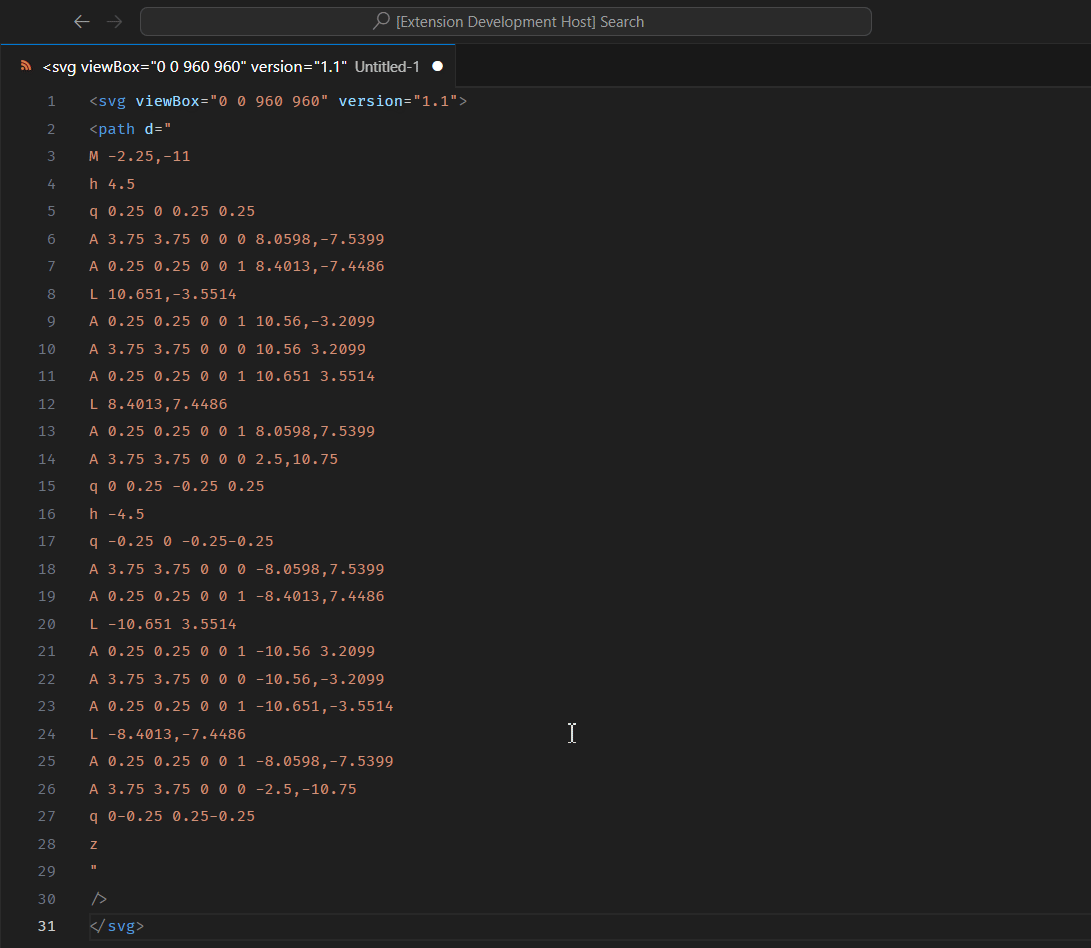 [Extension Development Host] Search
<svg viewBox="0 0 960 960" version="1.1" Untitled-1
1 <svg viewBox="0 0 960 960" version="1.1">
2 <path d="
3 M -2.25,-11
4 h 4.5
5 q 0.25 0 0.25 0.25
6 A 3.75 3.75 0 0 0 8.0598,-7.5399
7 A 0.25 0.25 0 0 1 8.4013,-7.4486
8 L 10.651,-3.5514
9 A 0.25 0.25 0 0 1 10.56,-3.2099
10 A 3.75 3.75 0 0 0 10.56 3.2099
11 A 0.25 0.25 0 0 1 10.651 3.5514
12 L 8.4013,7.4486
13 A 0.25 0.25 0 0 1 8.0598,7.5399
14 A 3.75 3.75 0 0 0 2.5,10.75
15 q 0 0.25 -0.25 0.25
16 h -4.5
17 q -0.25 0 -0.25-0.25
18 A 3.75 3.75 0 0 0 -8.0598,7.5399
19 A 0.25 0.25 0 0 1 -8.4013,7.4486
20 L -10.651 3.5514
21 A 0.25 0.25 0 0 1 -10.56 3.2099
22 A 3.75 3.75 0 0 0 -10.56,-3.2099
23 A 0.25 0.25 0 0 1 -10.651,-3.5514
24 L -8.4013,-7.4486
25 A 0.25 0.25 0 0 1 -8.0598,-7.5399
26 A 3.75 3.75 0 0 0 -2.5,-10.75
27 q 0-0.25 0.25-0.25
28 z
29 "
30 />
31 </svg>